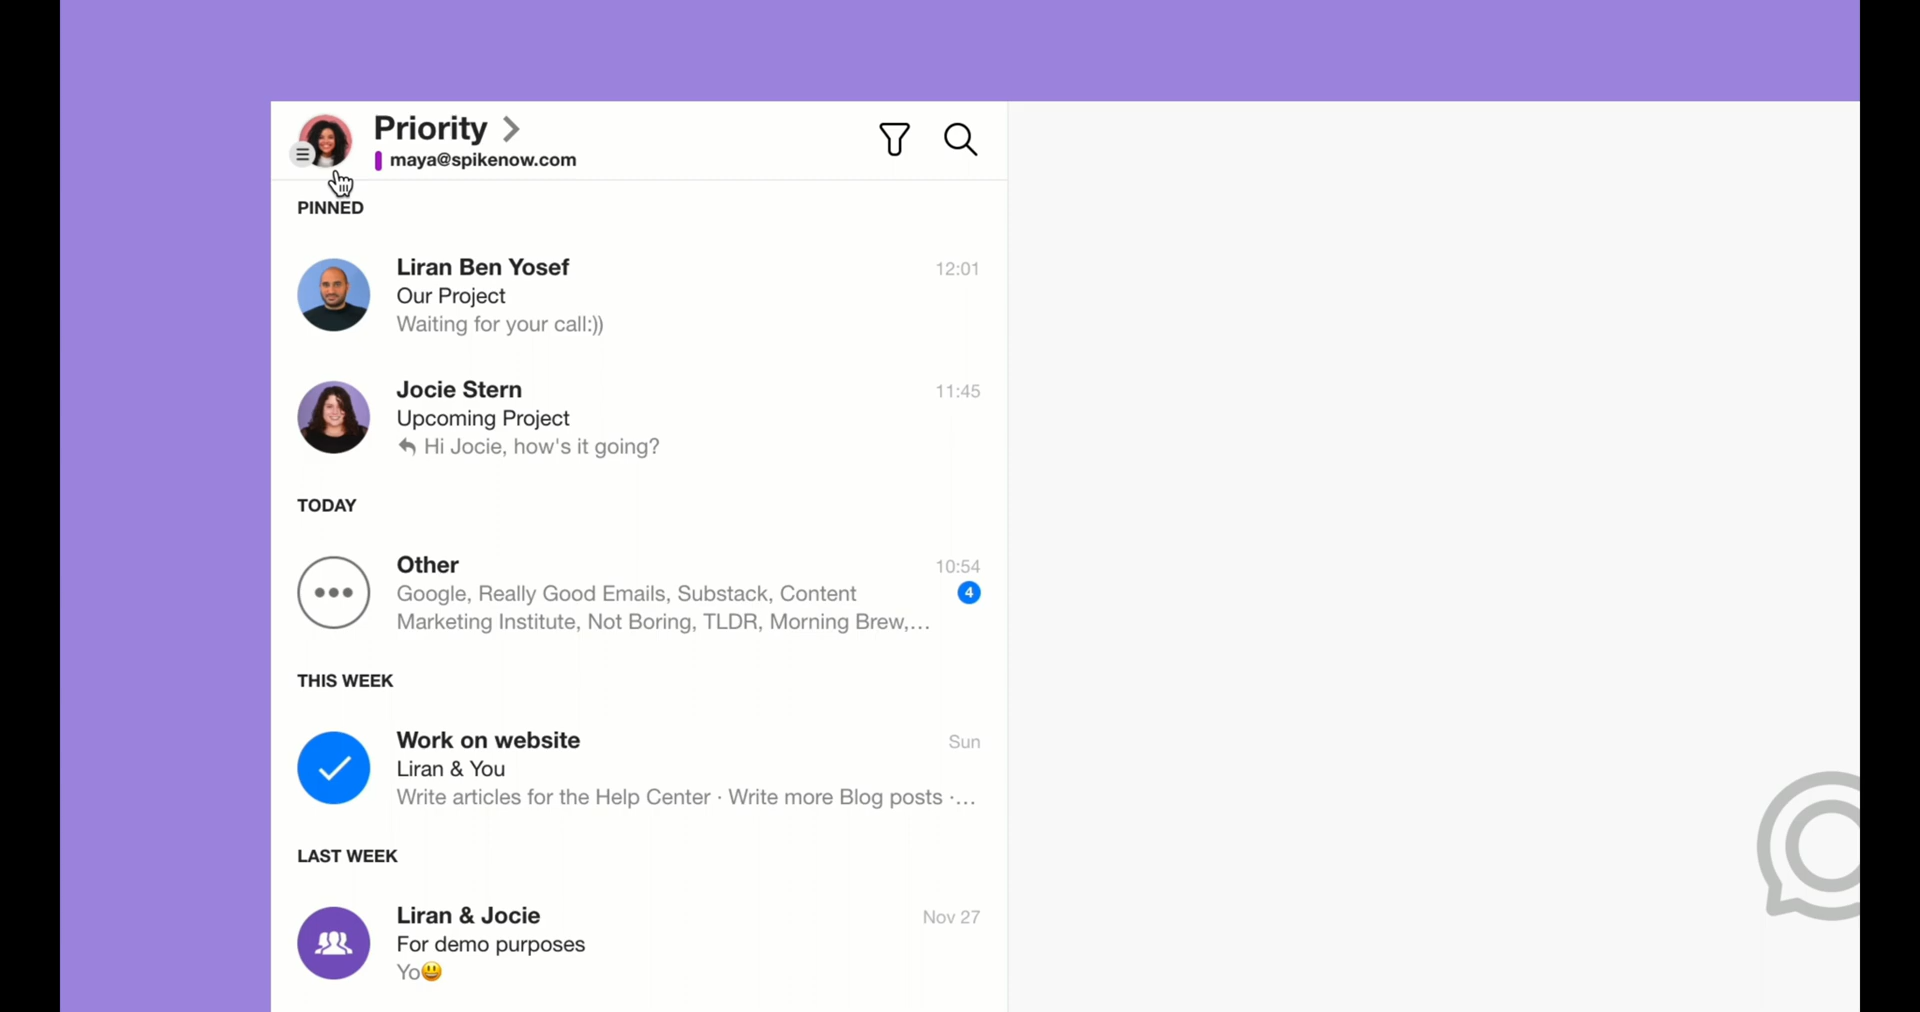 Priority
maya@spikenow.com
PINNED
Liran Ben Yosef
12:01
Our Project
Waiting for your call:))
Jocie Stern
11:45
Upcoming Project
Hi Jocie, how's it going?
TODAY
Other
10:54
Google, Really Good Emails, Substack, Content
4
Marketing Institute, Not Boring, TLDR, Morning Brew,...
THIS WEEK
Work on website
Sun
Liran & You
Write articles for the Help Center · Write more Blog posts ·...
LAST WEEK
Liran & Jocie
Nov 27
For demo purposes
Yo😃